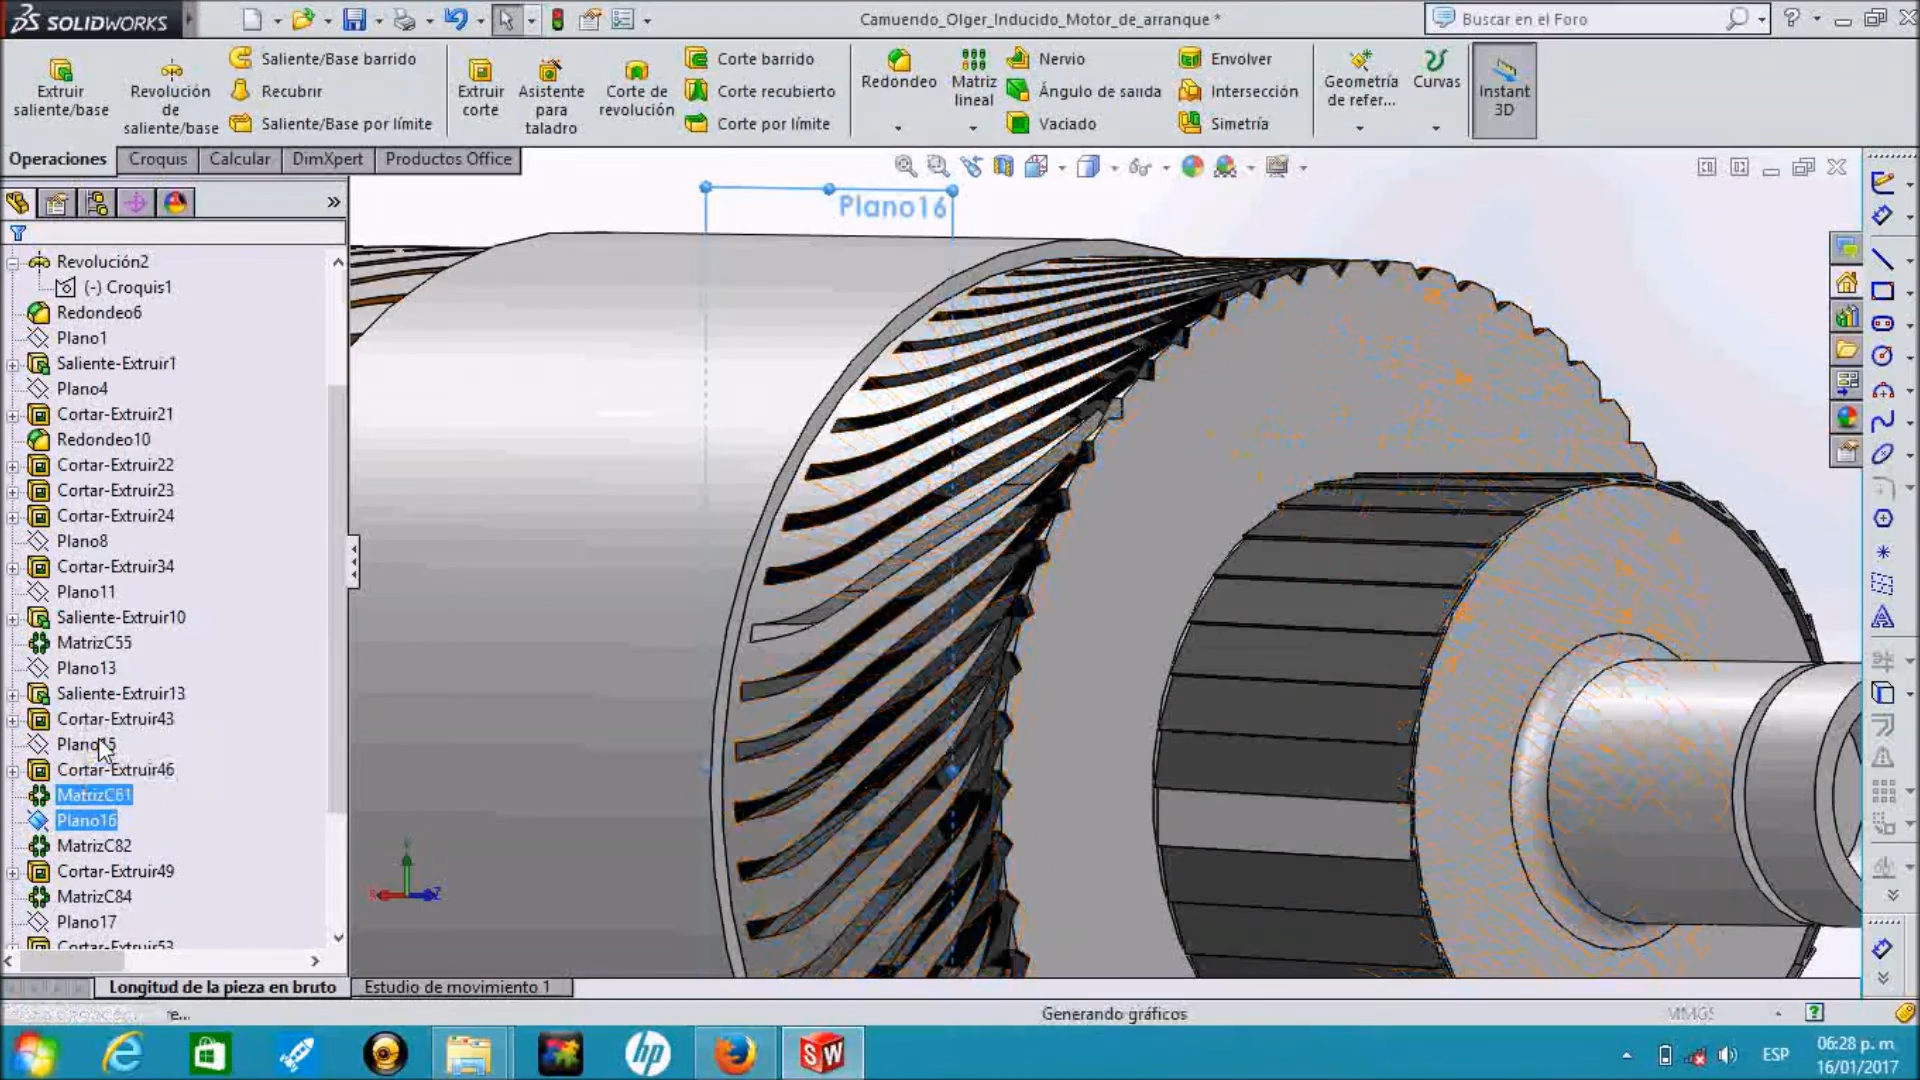 SOLIDWORKS
Camuendo_Olger_Inducido_Motor_de_arranque *
Buscar en el Foro
Extruir saliente/base
Revolución de saliente/base
Saliente/Base barrido
Recubrir
Saliente/Base por límite
Extruir corte
Asistente para taladro
Corte de revolución
Corte barrido
Corte recubierto
Corte por límite
Redondeo
Matriz lineal
Nervio
Ángulo de salida
Vaciado
Envolver
Intersección
Simetría
Geometría de refer...
Curvas
Instant 3D
Operaciones
Croquis
Calcular
DimXpert
Productos Office
Plano16
Revolución2
(-) Croquis1
Redondeo6
Plano1
Saliente-Extruir1
Plano4
Cortar-Extruir21
Redondeo10
Cortar-Extruir22
Cortar-Extruir23
Cortar-Extruir24
Plano8
Cortar-Extruir34
Plano11
Saliente-Extruir10
MatrizC55
Plano13
Saliente-Extruir13
Cortar-Extruir43
Plano15
Cortar-Extruir46
MatrizC61
Plano16
MatrizC82
Cortar-Extruir49
MatrizC84
Plano17
Cortar-Extruir53
Longitud de la pieza en bruto
Estudio de movimiento 1
Generando gráficos
MMGS
hp
SW
ESP
06:28 p. m.
16/01/2017